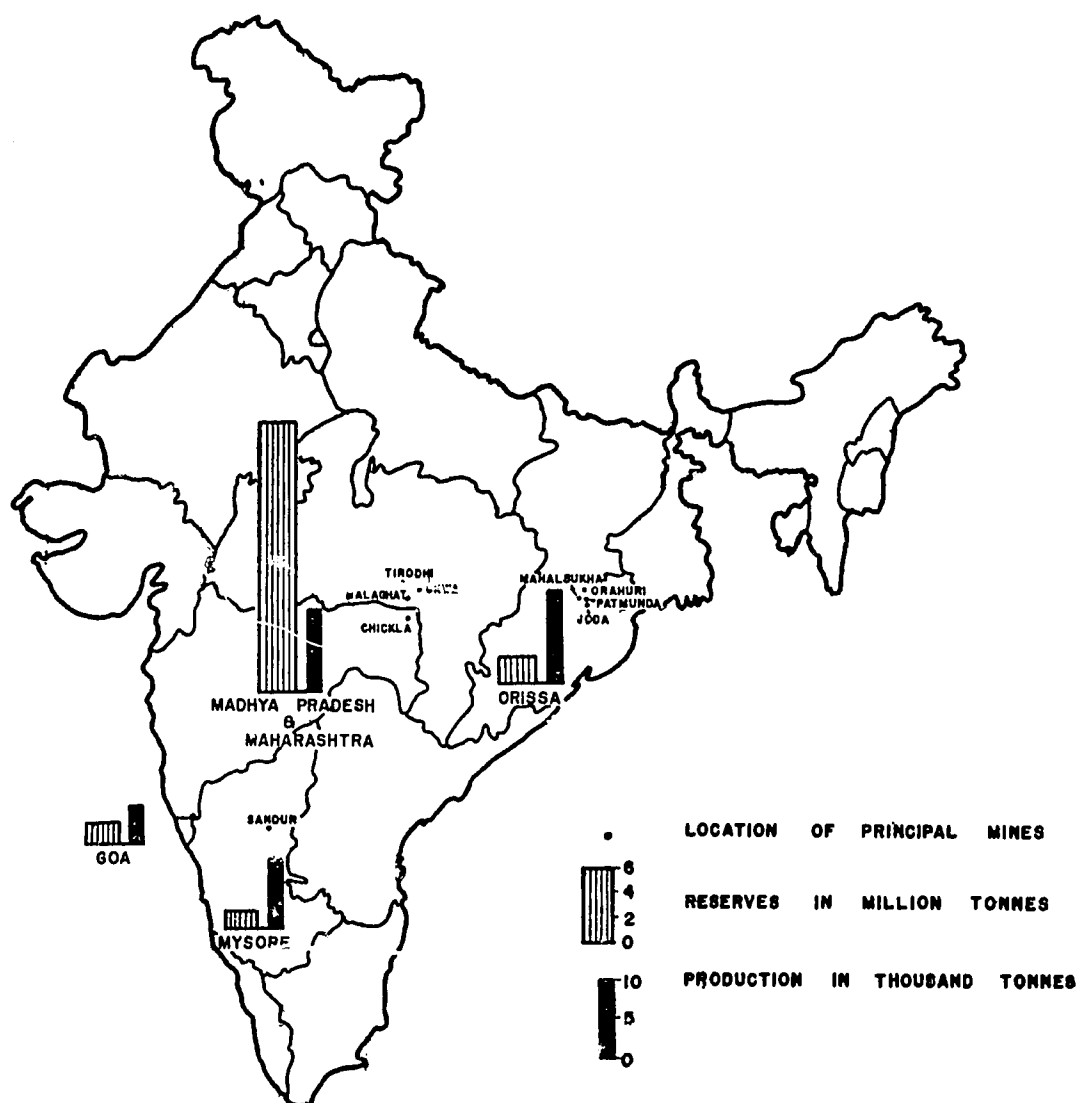 TIRODHI
MAHALSUKHA
ORAHURI
PATMUNDA
JODA
CHICKLA
MADHYA PRADESH
&
MAHARASHTRA
ORISSA
SANDUR
GOA
MYSORE
LOCATION OF PRINCIPAL MINES
6
4
2
0
RESERVES IN MILLION TONNES
10
5
0
PRODUCTION IN THOUSAND TONNES